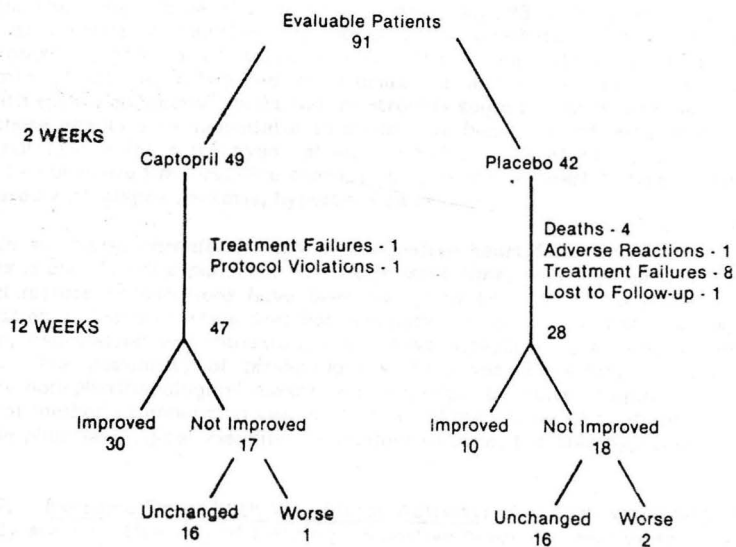 Evaluable Patients
91
2 WEEKS
Captopril 49
Placebo 42
Treatment Failures - 1
Protocol Violations - 1
Deaths - 4
Adverse Reactions - 1
Treatment Failures - 8
Lost to Follow-up - 1
12 WEEKS
47
28
Improved
30
Not Improved
17
Improved
10
Not Improved
18
Unchanged
16
Worse
1
Unchanged
16
Worse
2